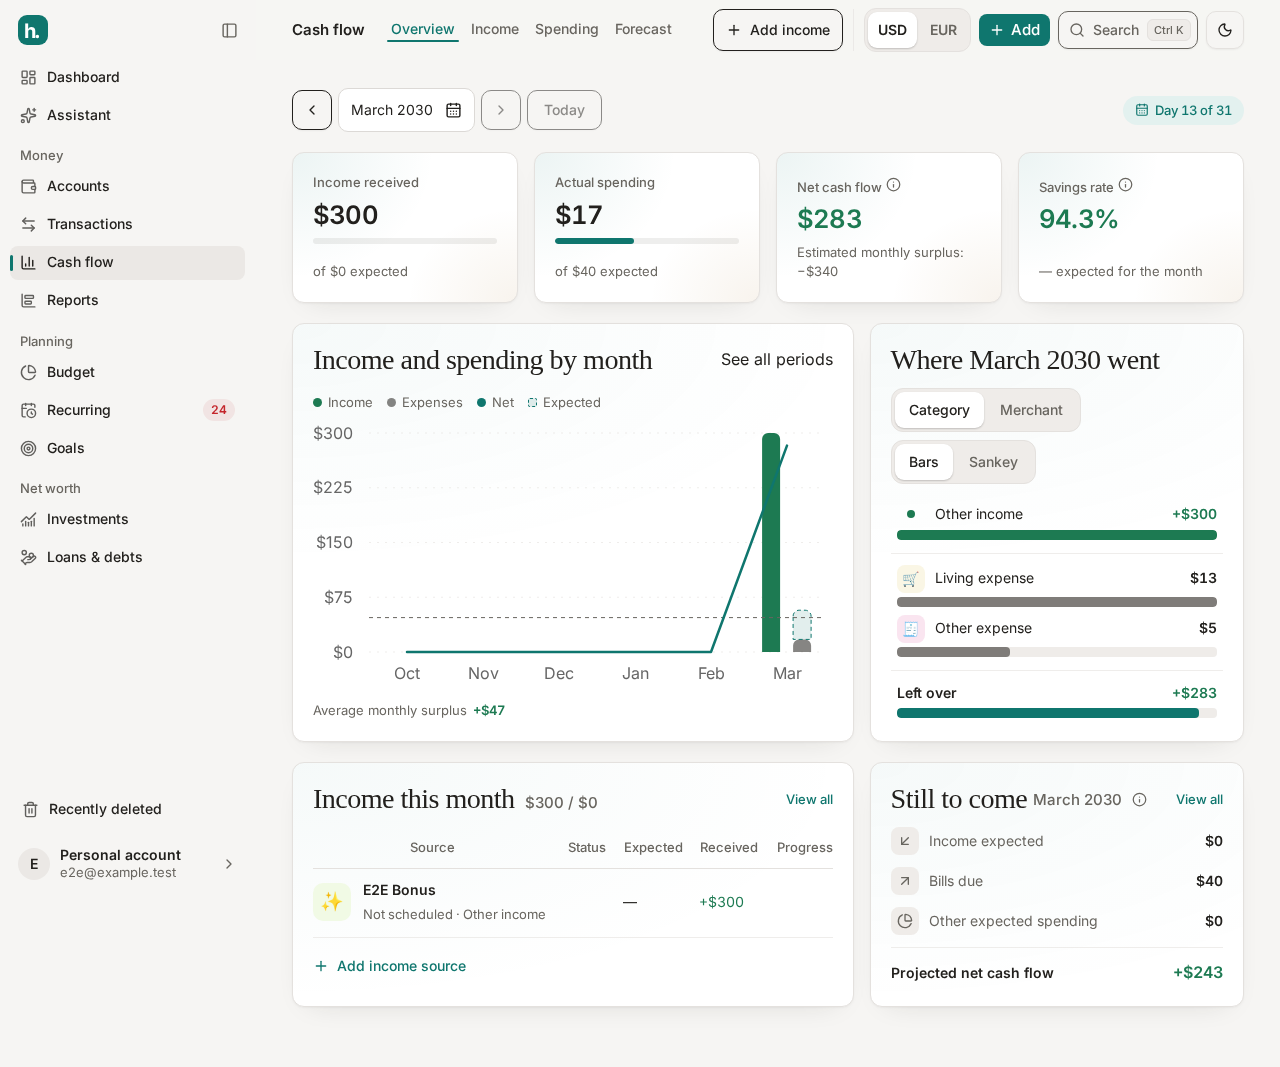 h.
Cash flow
Overview
Income
Spending
Forecast
Add income
USD
EUR
Add
Search
Ctrl K
Dashboard
Assistant
Money
Accounts
Transactions
Cash flow
Reports
Planning
Budget
Recurring
24
Goals
Net worth
Investments
Loans & debts
Recently deleted
E
Personal account
e2e@example.test
March 2030
Today
Day 13 of 31
Income received
$300
of $0 expected
Actual spending
$17
of $40 expected
Net cash flow
$283
Estimated monthly surplus:
−$340
Savings rate
94.3%
— expected for the month
Income and spending by month
See all periods
Income
Expenses
Net
Expected
$300
$225
$150
$75
$0
Oct
Nov
Dec
Jan
Feb
Mar
Average monthly surplus +$47
Where March 2030 went
Category
Merchant
Bars
Sankey
Other income
+$300
Living expense
$13
Other expense
$5
Left over
+$283
Income this month
$300 / $0
View all
Source
Status
Expected
Received
Progress
E2E Bonus
Not scheduled · Other income
—
+$300
Add income source
Still to come March 2030
View all
Income expected
$0
Bills due
$40
Other expected spending
$0
Projected net cash flow
+$243